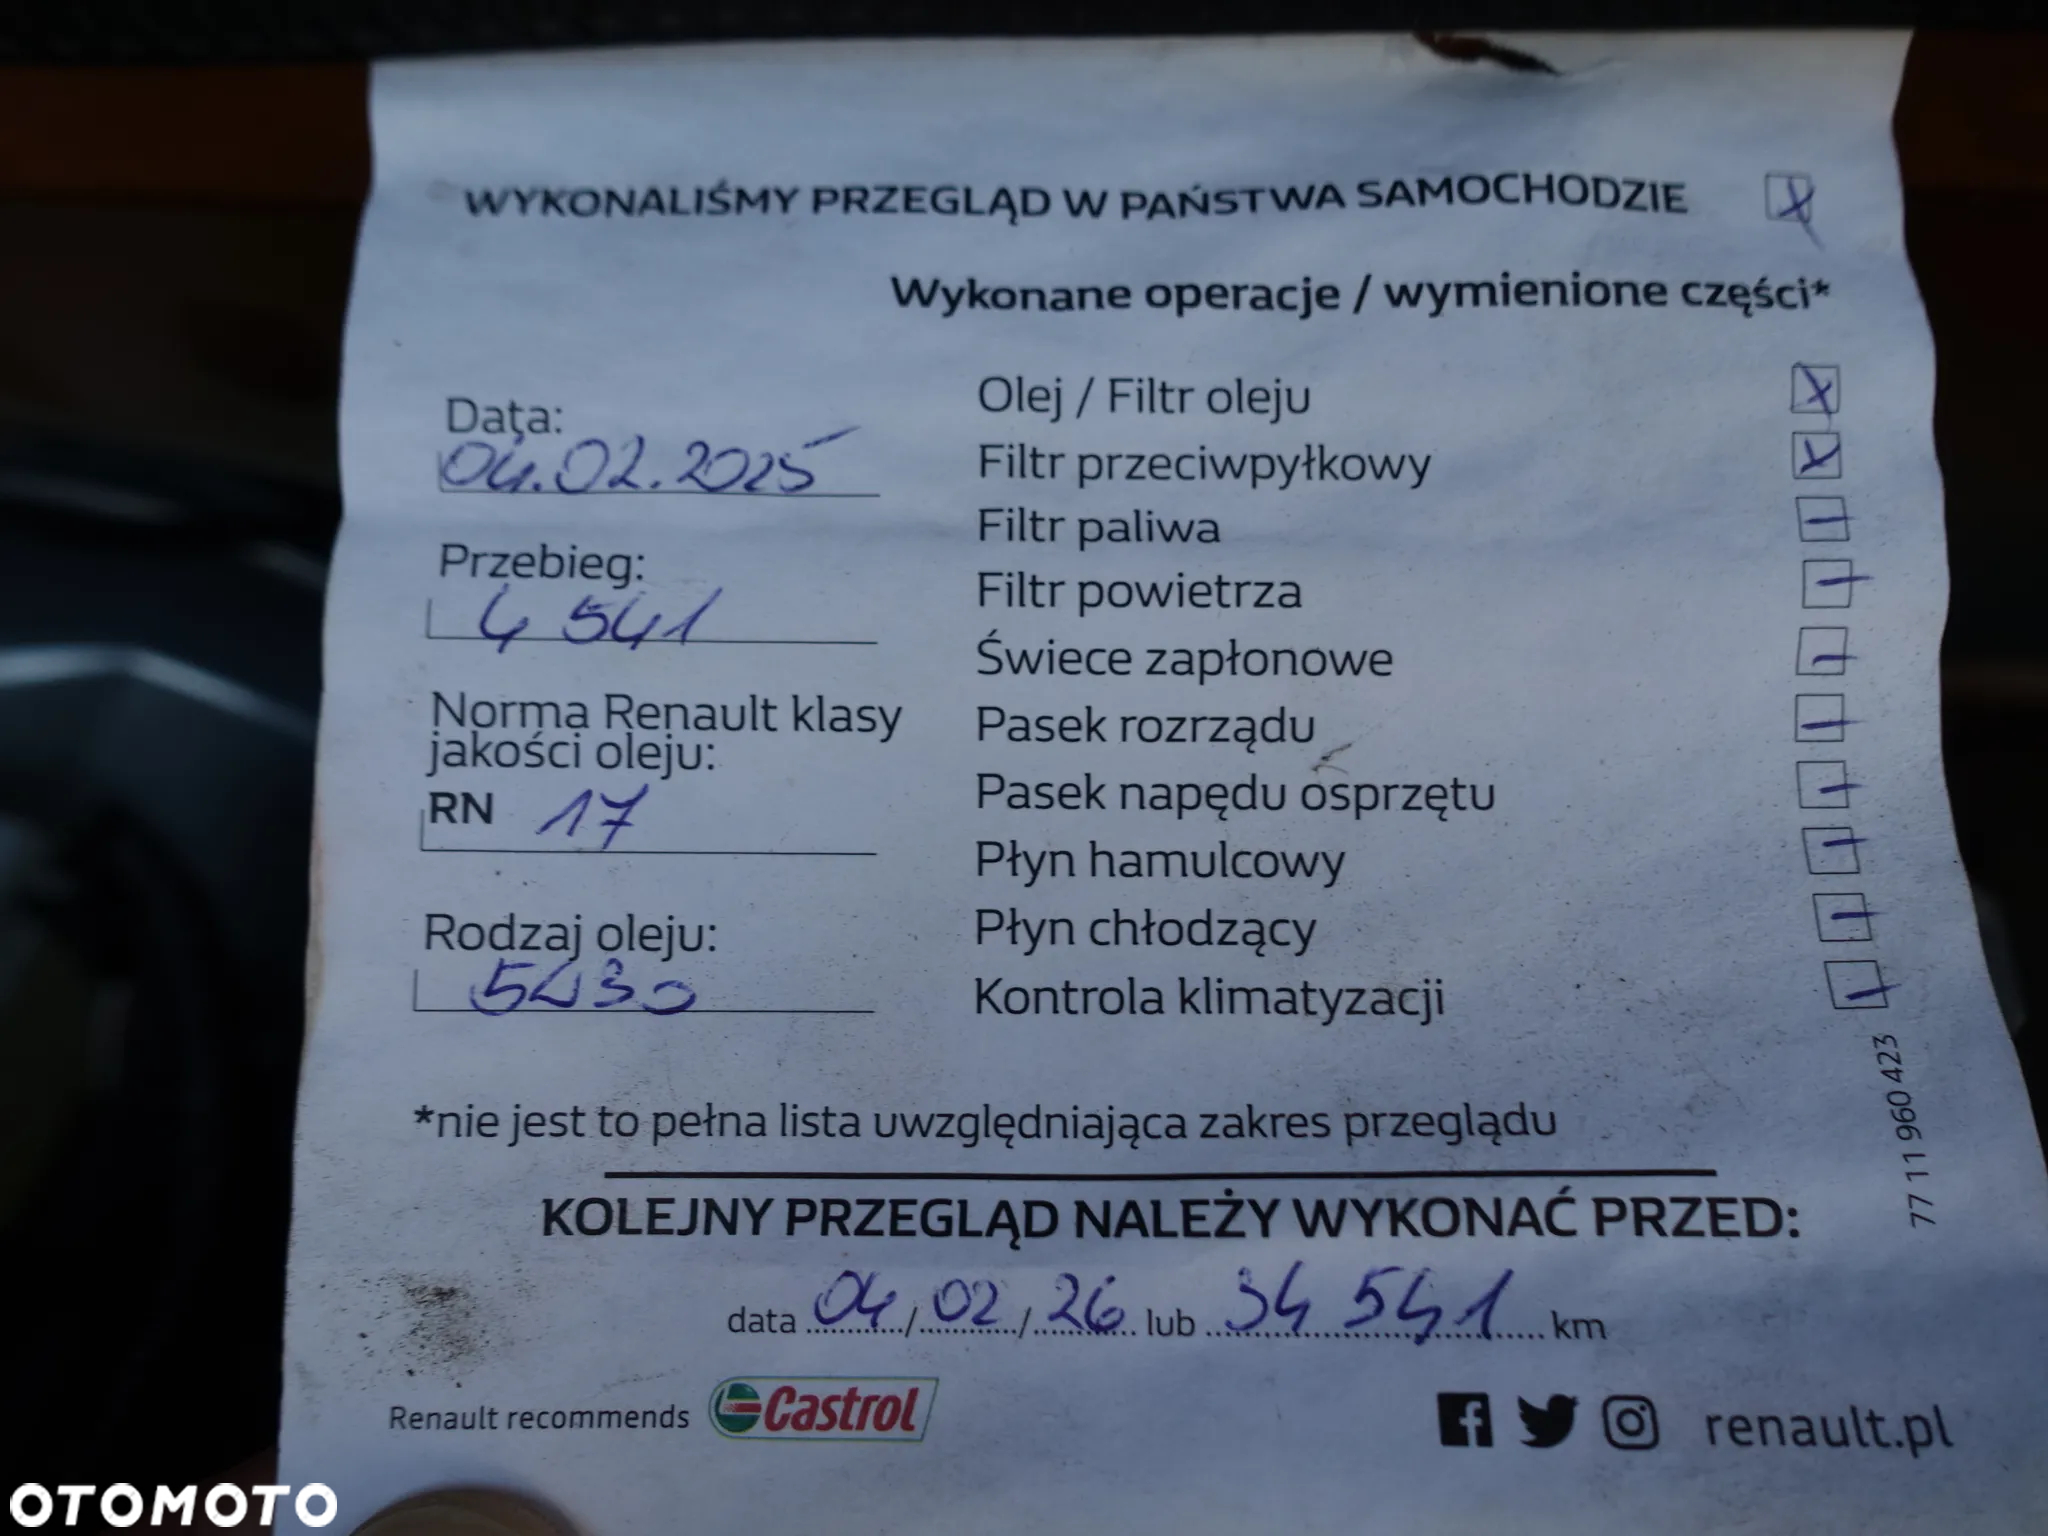 WYKONALIŚMY PRZEGLĄD W PAŃSTWA SAMOCHODZIE
Wykonane operacje / wymienione części*
Data:
04.02.2025
Przebieg:
4 541
Norma Renault klasy
jakości oleju:
RN 17
Rodzaj oleju:
5W30
Olej / Filtr oleju
Filtr przeciwpyłkowy
Filtr paliwa
Filtr powietrza
Świece zapłonowe
Pasek rozrządu
Pasek napędu osprzętu
Płyn hamulcowy
Płyn chłodzący
Kontrola klimatyzacji
*nie jest to pełna lista uwzględniająca zakres przeglądu
77 11 960 423
KOLEJNY PRZEGLĄD NALEŻY WYKONAĆ PRZED:
data 04/02/26 lub 34 541 km
Renault recommends Castrol
renault.pl
OTOMOTO